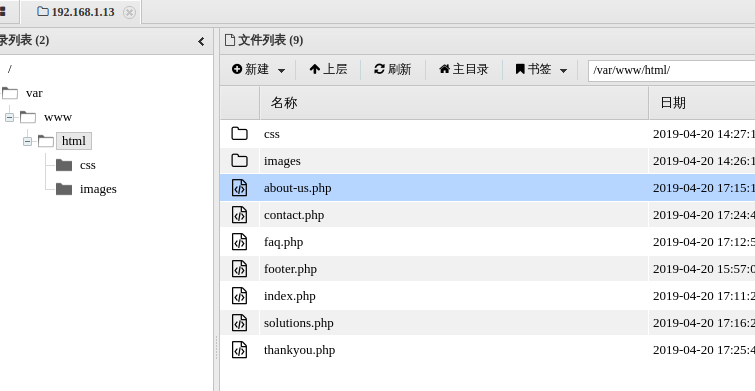 192.168.1.13
录列表 (2)
文件列表 (9)
/
var
www
html
css
images
新建
上层
刷新
主目录
书签
/var/www/html/
名称
日期
css
2019-04-20 14:27:1
images
2019-04-20 14:26:1
about-us.php
2019-04-20 17:15:1
contact.php
2019-04-20 17:24:4
faq.php
2019-04-20 17:12:5
footer.php
2019-04-20 15:57:0
index.php
2019-04-20 17:11:2
solutions.php
2019-04-20 17:16:2
thankyou.php
2019-04-20 17:25:4